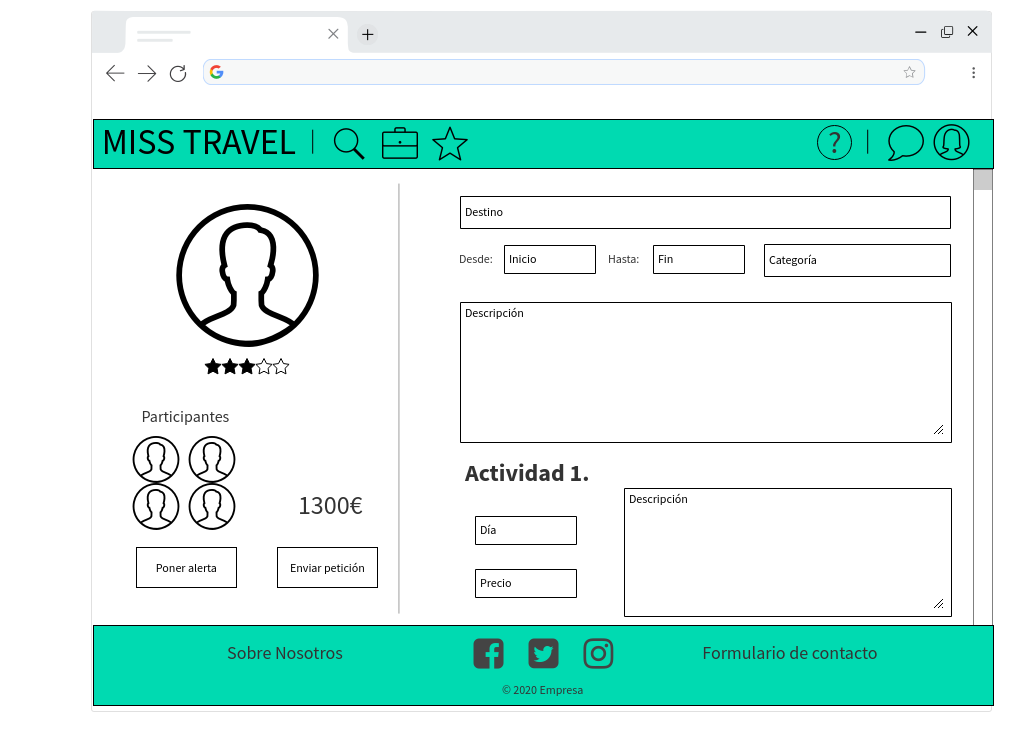 MISS TRAVEL
?
Destino
Desde:
Inicio
Hasta:
Fin
Categoría
Descripción
Participantes
1300€
Poner alerta
Enviar petición
Actividad 1.
Día
Precio
Descripción
Sobre Nosotros
Formulario de contacto
© 2020 Empresa